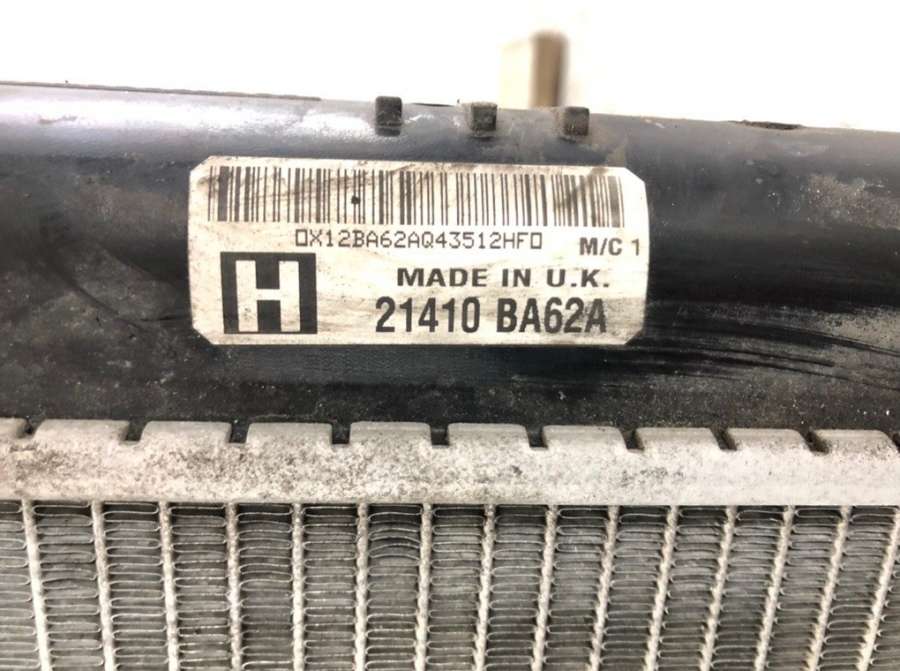 0X12BA62AQ43512HF0
M/C 1
H
MADE IN U.K.
21410 BA62A